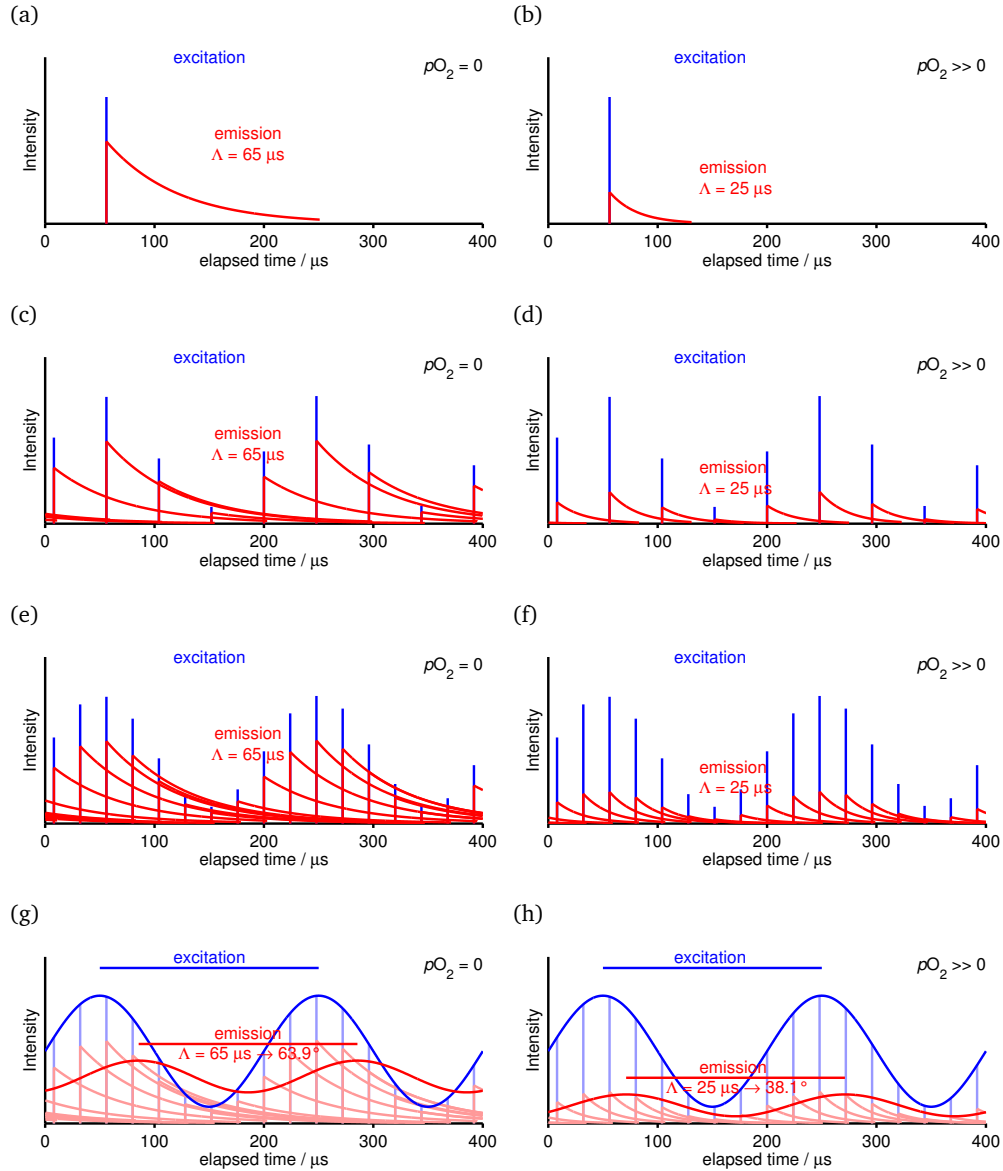 (a)
(b)
excitation
pO2 = 0
emission
Λ = 65 μs
Intensity
0 100 200 300 400
elapsed time / μs
excitation
pO2 >> 0
emission
Λ = 25 μs
Intensity
0 100 200 300 400
elapsed time / μs
(c)
(d)
excitation
pO2 = 0
emission
Λ = 65 μs
Intensity
0 100 200 300 400
elapsed time / μs
excitation
pO2 >> 0
emission
Λ = 25 μs
Intensity
0 100 200 300 400
elapsed time / μs
(e)
(f)
excitation
pO2 = 0
emission
Λ = 65 μs
Intensity
0 100 200 300 400
elapsed time / μs
excitation
pO2 >> 0
emission
Λ = 25 μs
Intensity
0 100 200 300 400
elapsed time / μs
(g)
(h)
excitation
pO2 = 0
emission
Λ = 65 μs → 63.9°
Intensity
0 100 200 300 400
elapsed time / μs
excitation
pO2 >> 0
emission
Λ = 25 μs → 38.1°
Intensity
0 100 200 300 400
elapsed time / μs